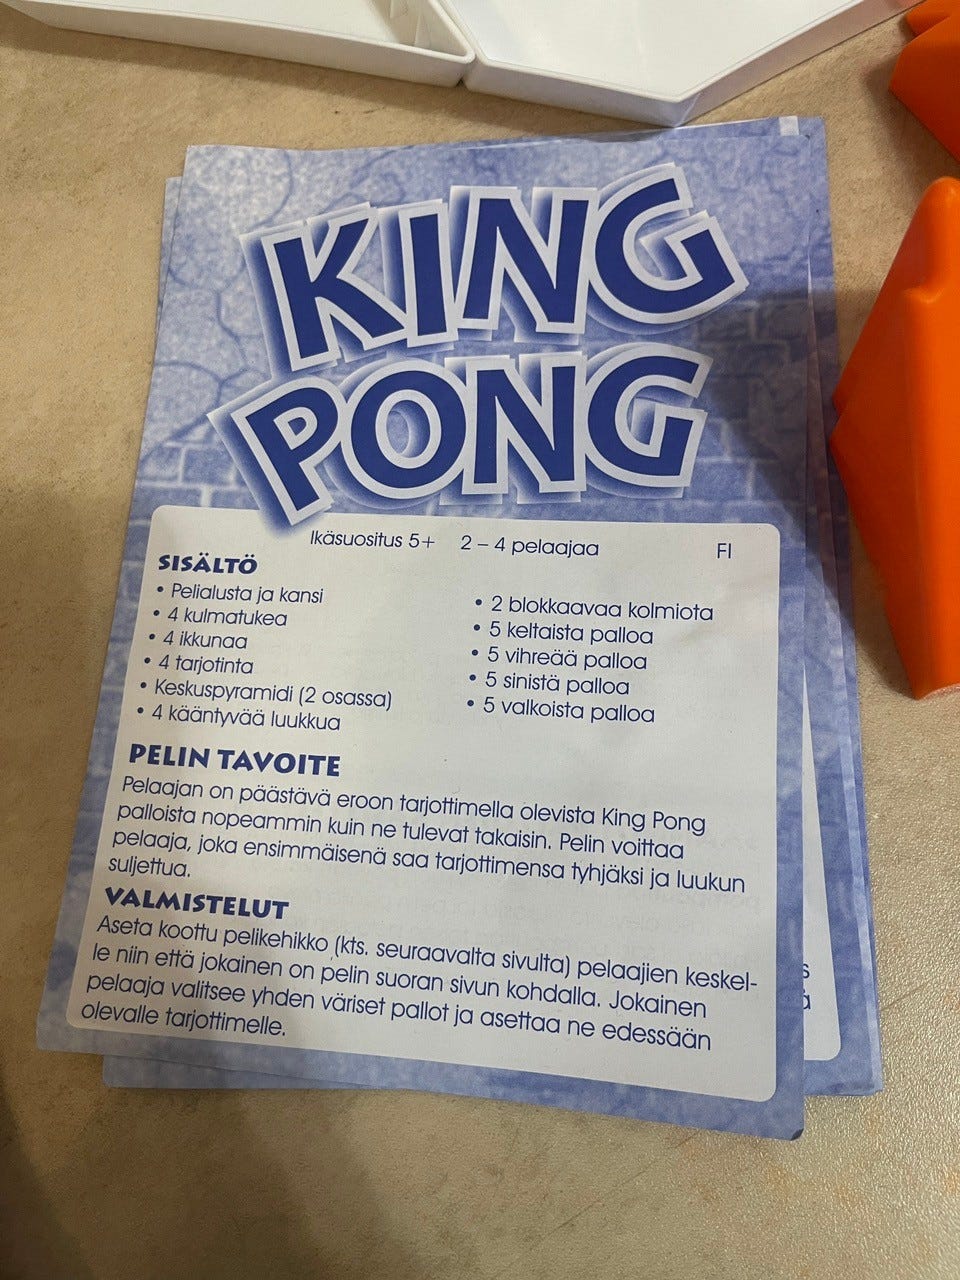 KING
PONG
Ikäsuositus 5+ 2 – 4 pelaajaa FI
SISÄLTÖ
• Pelialusta ja kansi
• 4 kulmatukea
• 4 ikkunaa
• 4 tarjotinta
• Keskuspyramidi (2 osassa)
• 4 kääntyvää luukkua
• 2 blokkaavaa kolmiota
• 5 keltaista palloa
• 5 vihreää palloa
• 5 sinistä palloa
• 5 valkoista palloa
PELIN TAVOITE
Pelaajan on päästävä eroon tarjottimella olevista King Pong
palloista nopeammin kuin ne tulevat takaisin. Pelin voittaa
pelaaja, joka ensimmäisenä saa tarjottimensa tyhjäksi ja luukun
suljettua.
VALMISTELUT
Aseta koottu pelikehikko (kts. seuraavalta sivulta) pelaajien keskel-
le niin että jokainen on pelin suoran sivun kohdalla. Jokainen
pelaaja valitsee yhden väriset pallot ja asettaa ne edessään
olevalle tarjottimelle.